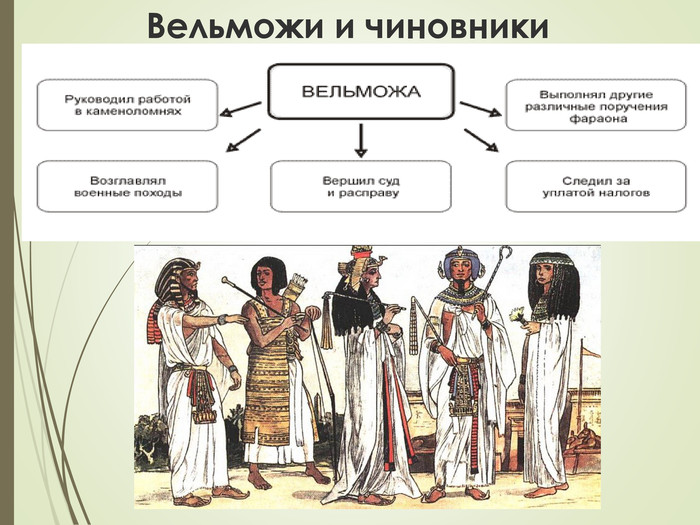 Вельможи и чиновники
ВЕЛЬМОЖА
Руководил работой
в каменоломнях
Выполнял другие
различные поручения
фараона
Возглавлял
военные походы
Вершил суд
и расправу
Следил за
уплатой налогов